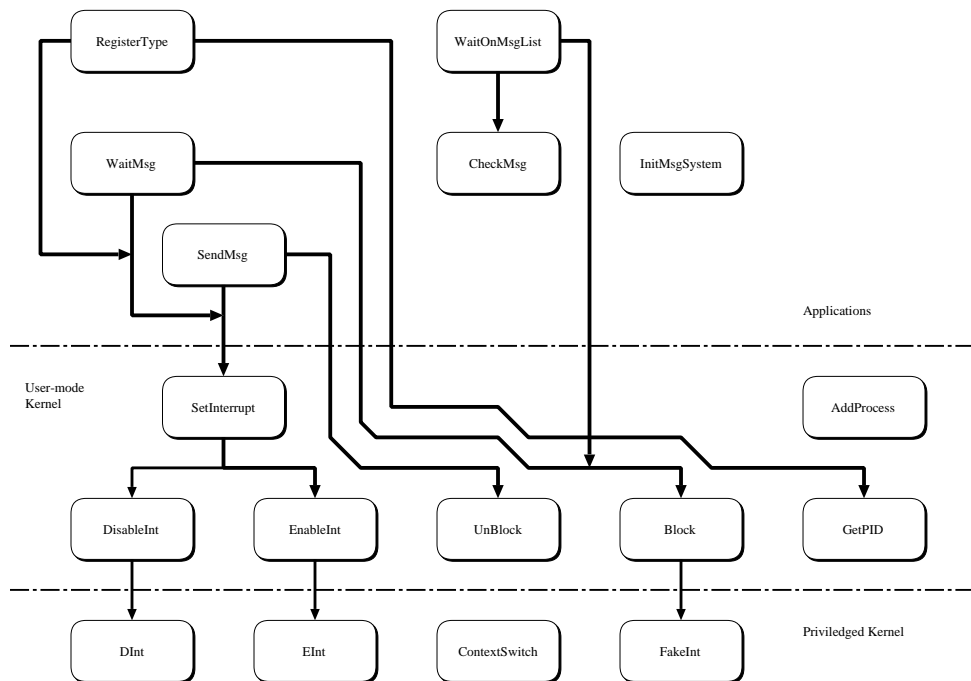 RegisterType
WaitOnMsgList
WaitMsg
CheckMsg
InitMsgSystem
SendMsg
Applications
User-mode
Kernel
SetInterrupt
AddProcess
DisableInt
EnableInt
UnBlock
Block
GetPID
DInt
EInt
ContextSwitch
FakeInt
Priviledged Kernel